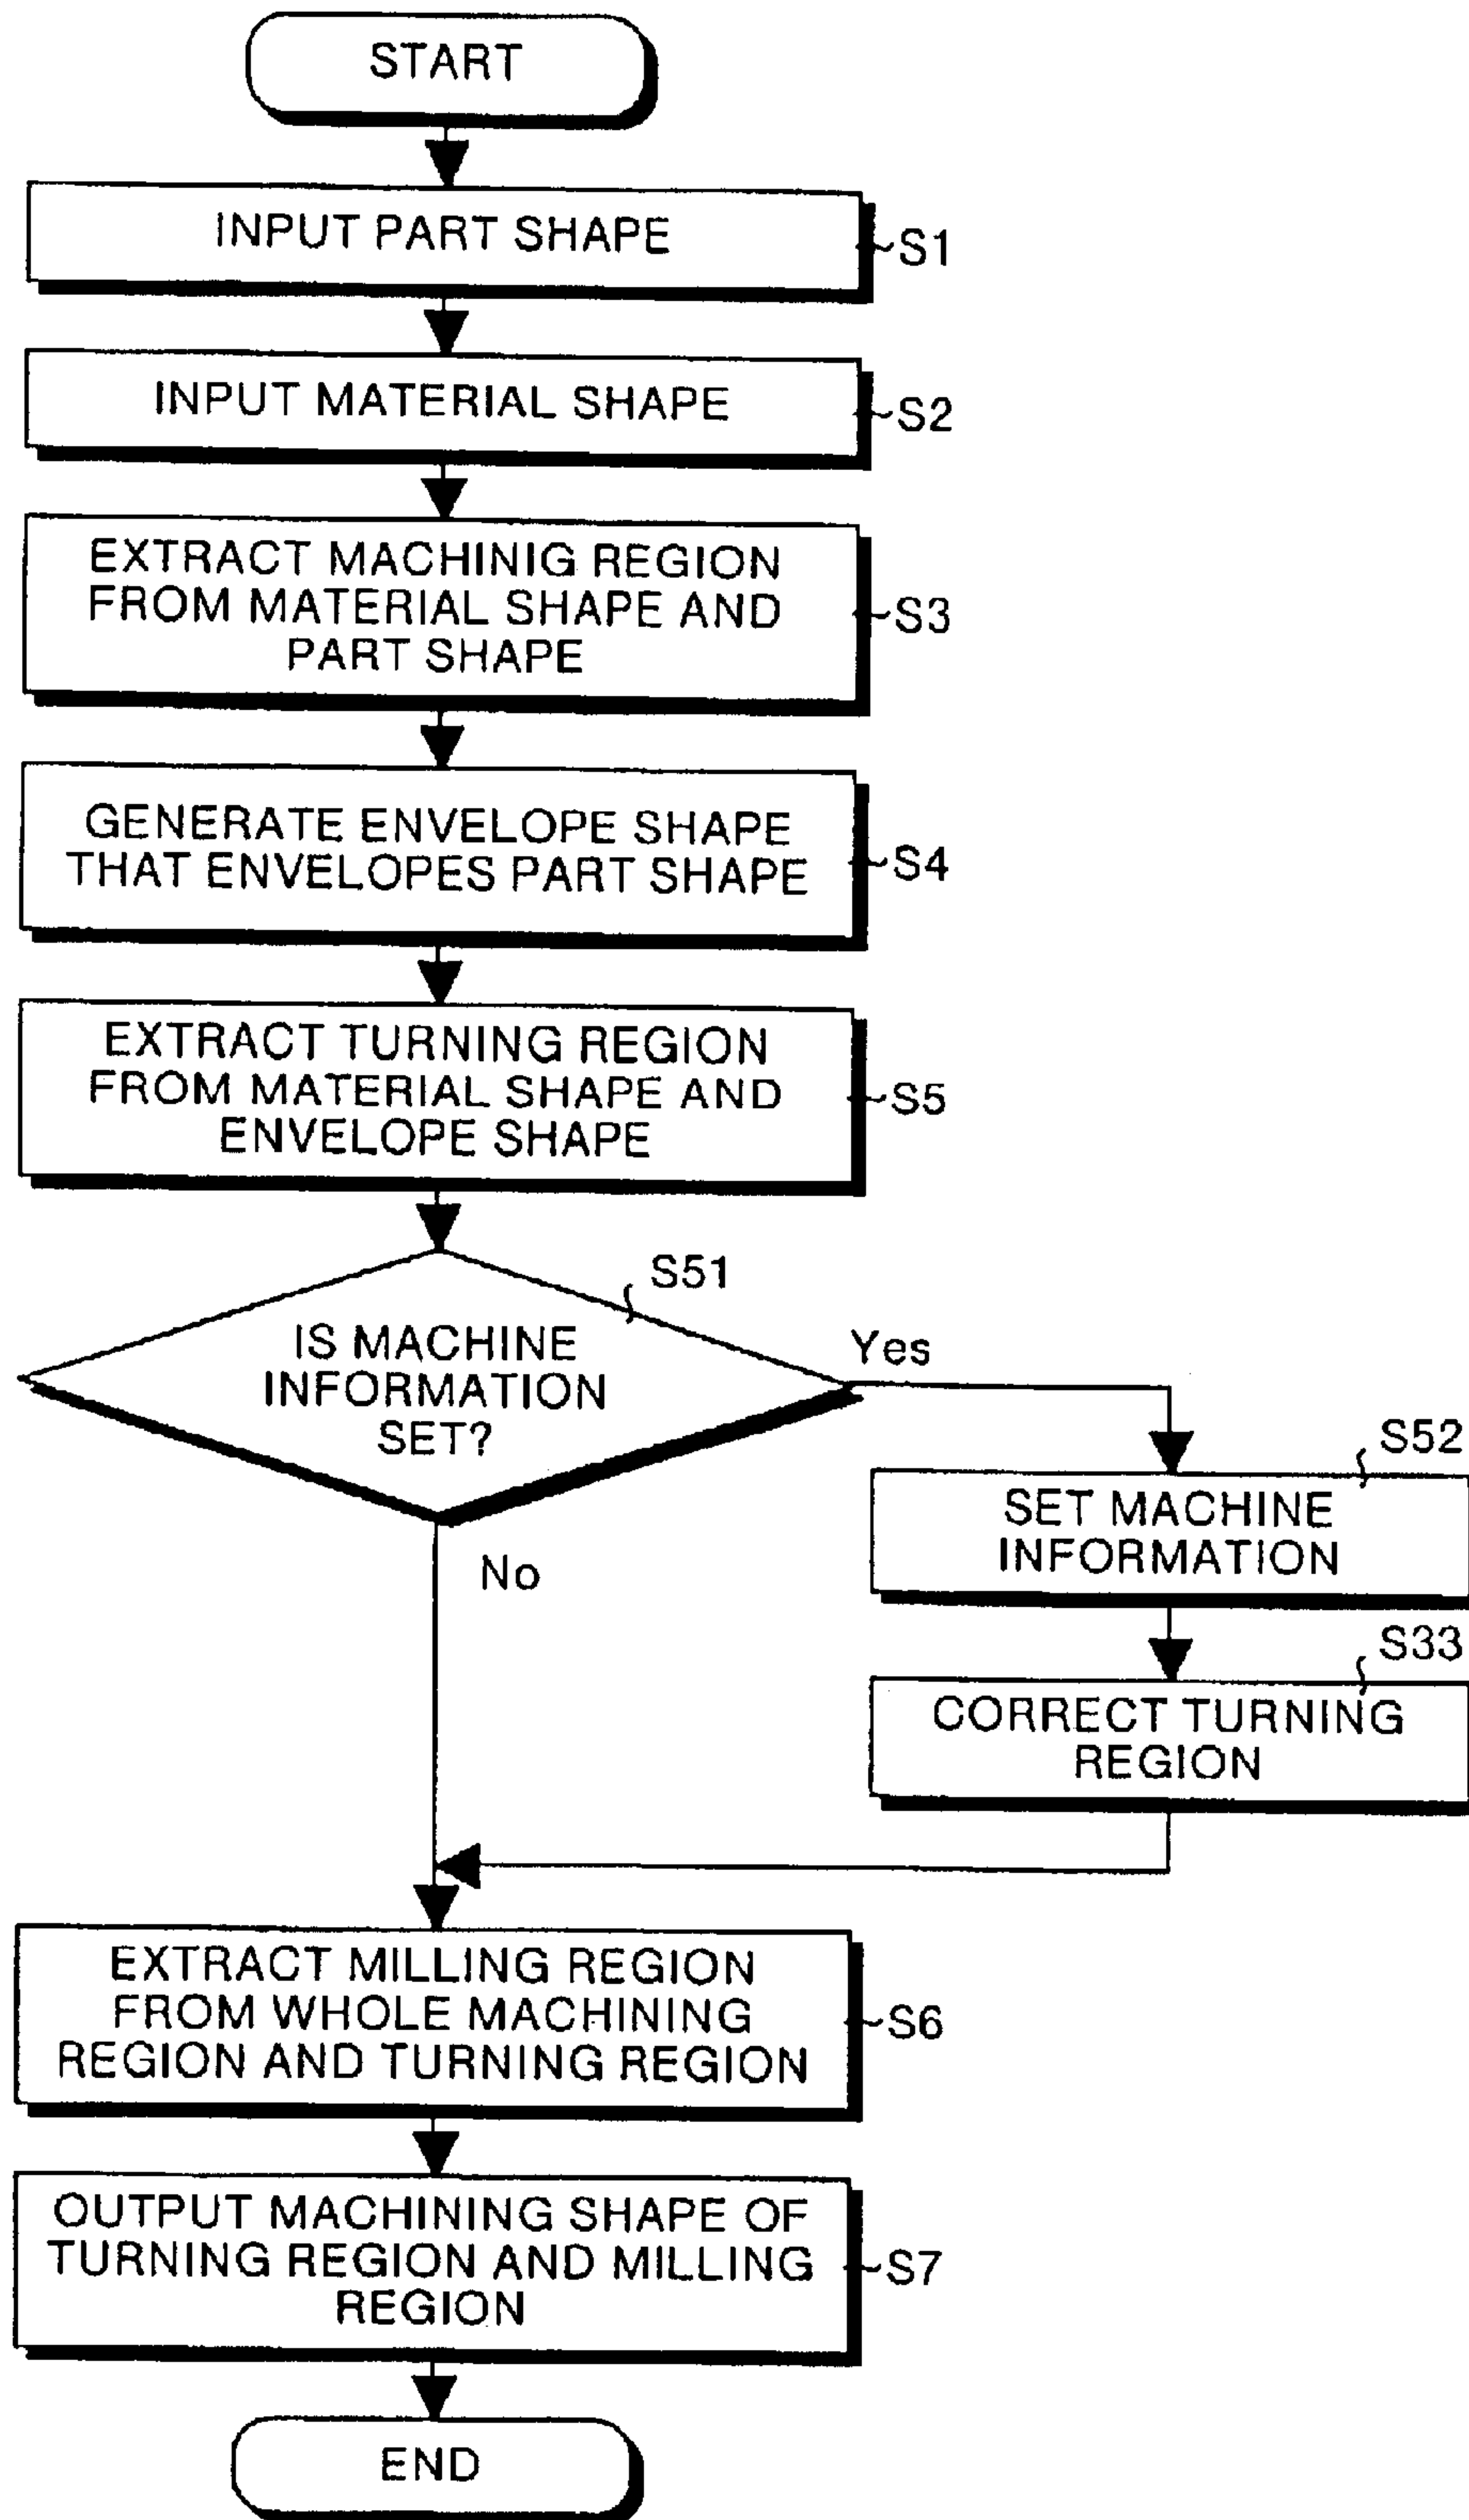 START
INPUT PART SHAPE
S1
INPUT MATERIAL SHAPE
S2
EXTRACT MACHINIG REGION
FROM MATERIAL SHAPE AND
PART SHAPE
S3
GENERATE ENVELOPE SHAPE
THAT ENVELOPES PART SHAPE
S4
EXTRACT TURNING REGION
FROM MATERIAL SHAPE AND
ENVELOPE SHAPE
S5
S51
IS MACHINE
INFORMATION
SET?
Yes
No
S52
SET MACHINE
INFORMATION
S33
CORRECT TURNING
REGION
EXTRACT MILLING REGION
FROM WHOLE MACHINING
REGION AND TURNING REGION
S6
OUTPUT MACHINING SHAPE OF
TURNING REGION AND MILLING
REGION
S7
END